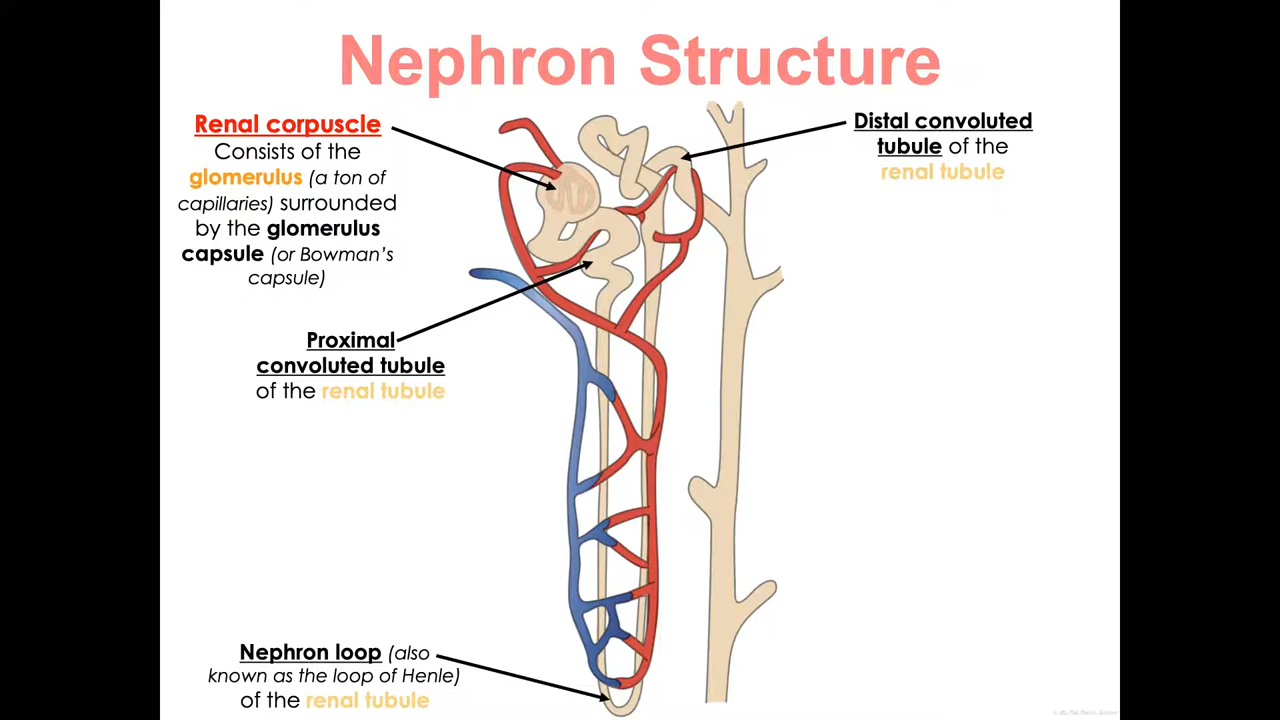 Nephron Structure
Renal corpuscle
Consists of the
glomerulus (a ton of
capillaries) surrounded
by the glomerulus
capsule (or Bowman's
capsule)
Distal convoluted
tubule of the
renal tubule
Proximal
convoluted tubule
of the renal tubule
Nephron loop (also
known as the loop of Henle)
of the renal tubule